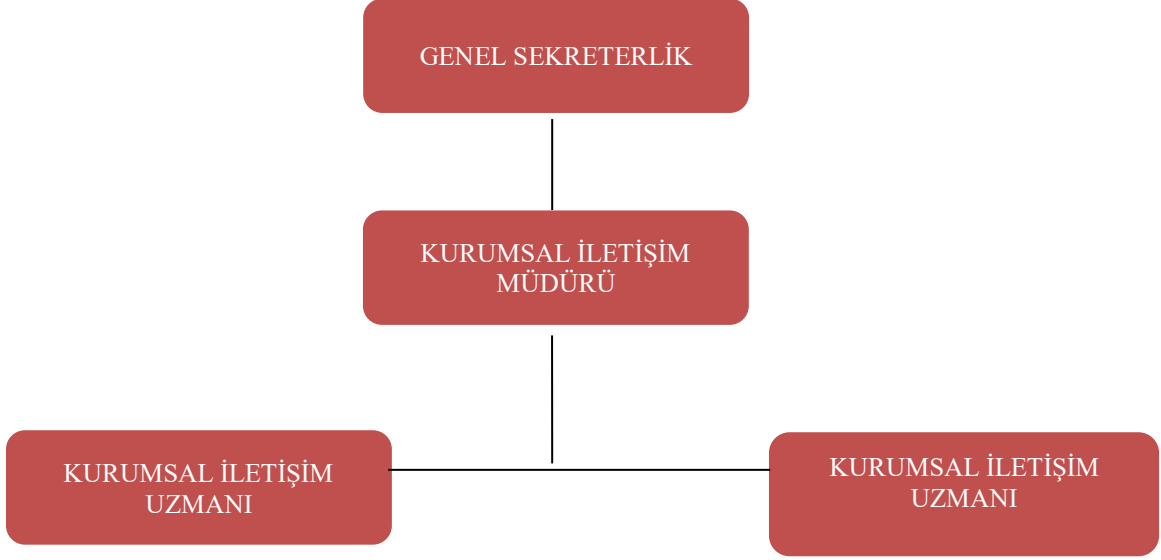 GENEL SEKRETERLİK
KURUMSAL İLETİŞİM
MÜDÜRÜ
KURUMSAL İLETİŞİM
UZMANI
KURUMSAL İLETİŞİM
UZMANI